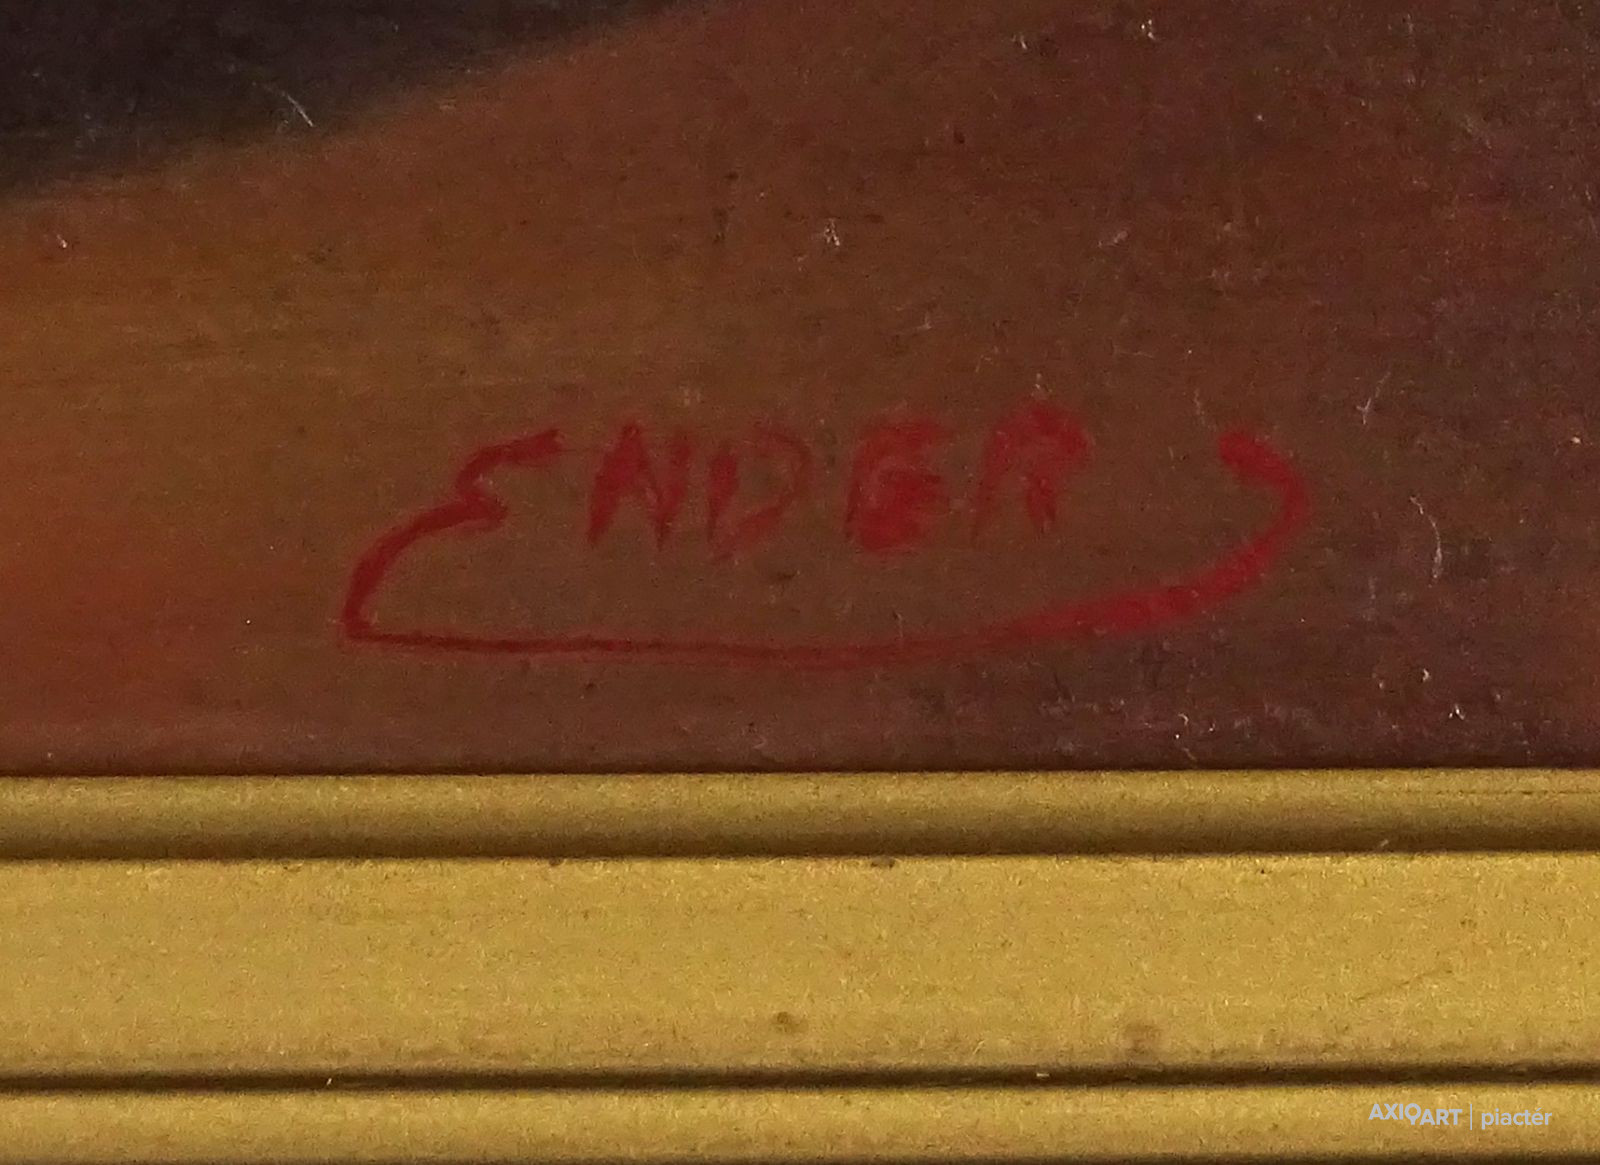 ENDER
AXIOART | piactér